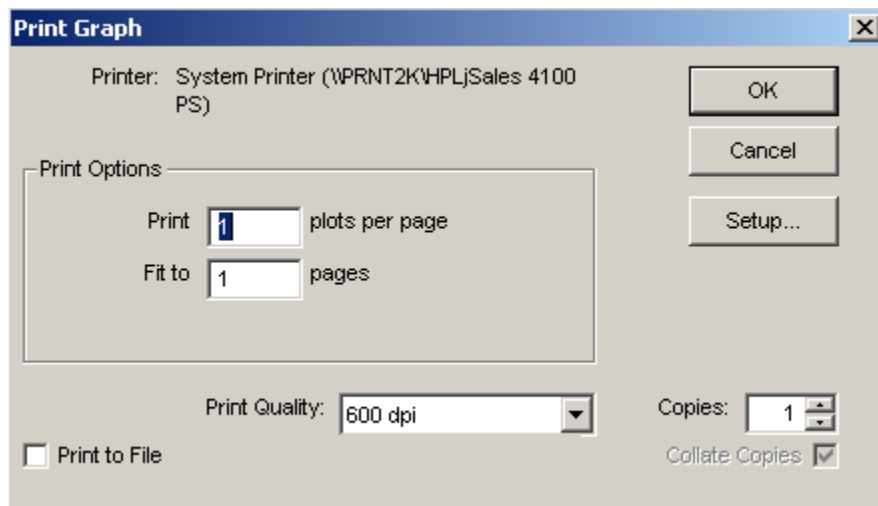 Print Graph
Printer: System Printer (\\PRNT2K\HPLjSales 4100
PS)
OK
Cancel
Setup...
Print Options
Print 1 plots per page
Fit to 1 pages
Print Quality: 600 dpi
Copies: 1
Print to File
Collate Copies